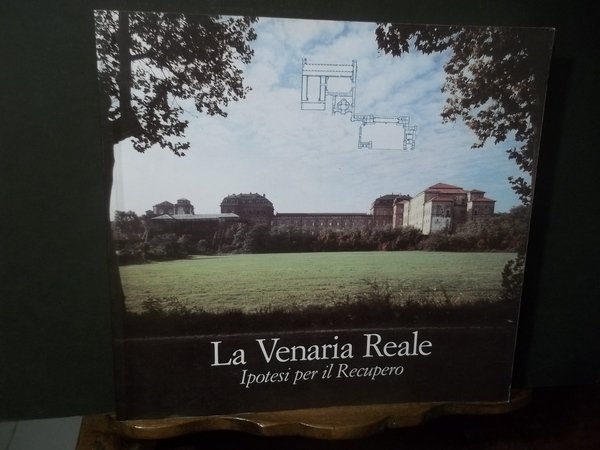 La Venaria Reale
Ipotesi per il Recupero